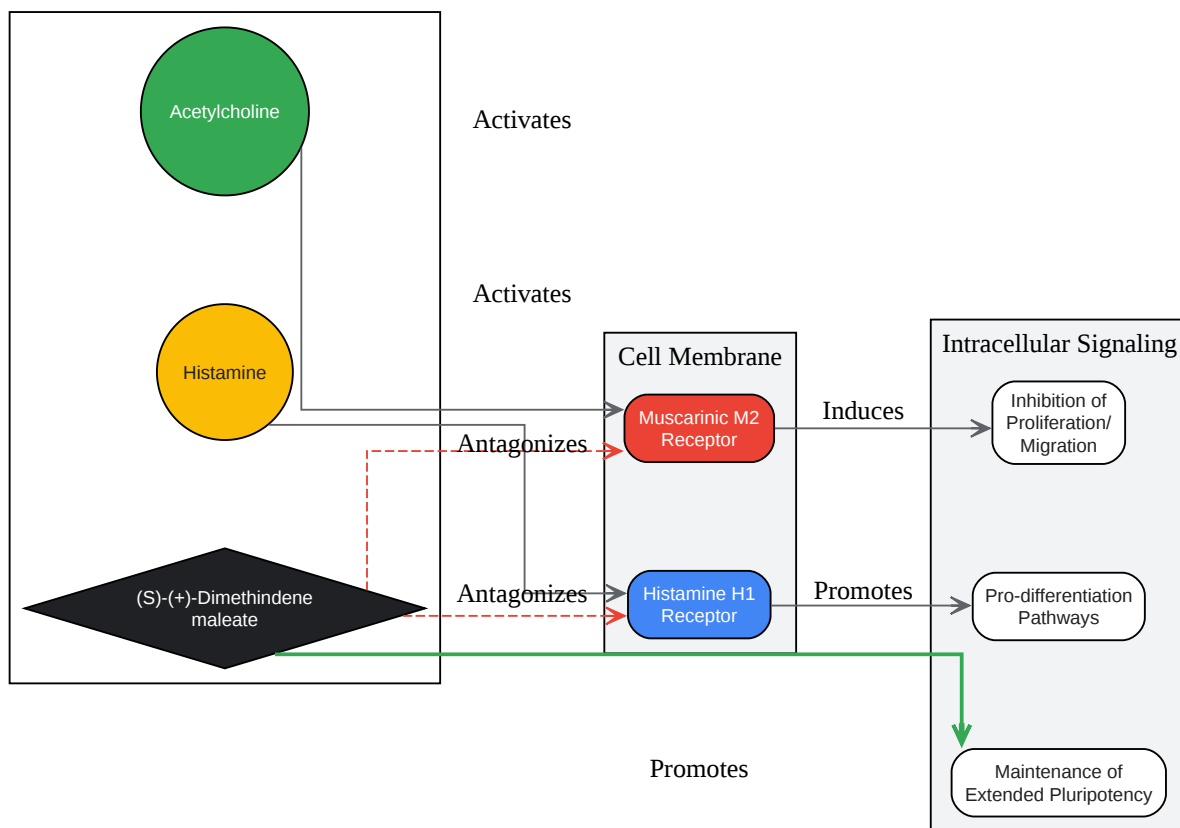 Acetylcholine
Activates
Activates
Histamine
Cell Membrane
Intracellular Signaling
Muscarinic M2
Receptor
Induces
Inhibition of
Proliferation/
Migration
Antagonizes
(S)-(+)-Dimethindene
maleate
Antagonizes
Histamine H1
Receptor
Promotes
Pro-differentiation
Pathways
Promotes
Maintenance of
Extended Pluripotency